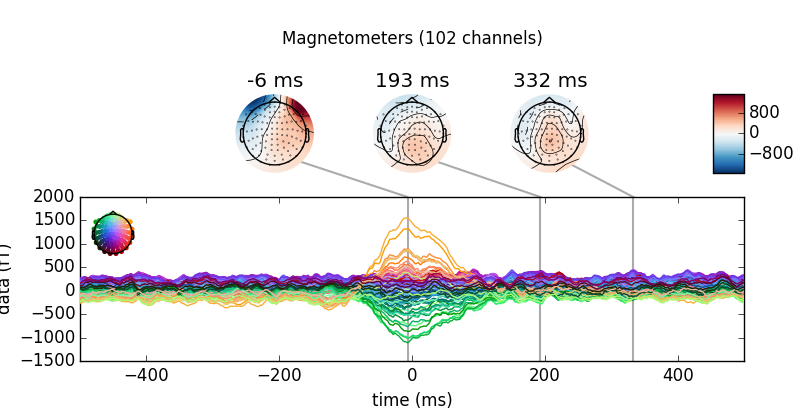 Magnetometers (102 channels)
-6 ms 193 ms 332 ms
800
0
−800
2000
1500
1000
500
0
−500
−1000
−1500
data (fT)
−400 −200 0 200 400
time (ms)